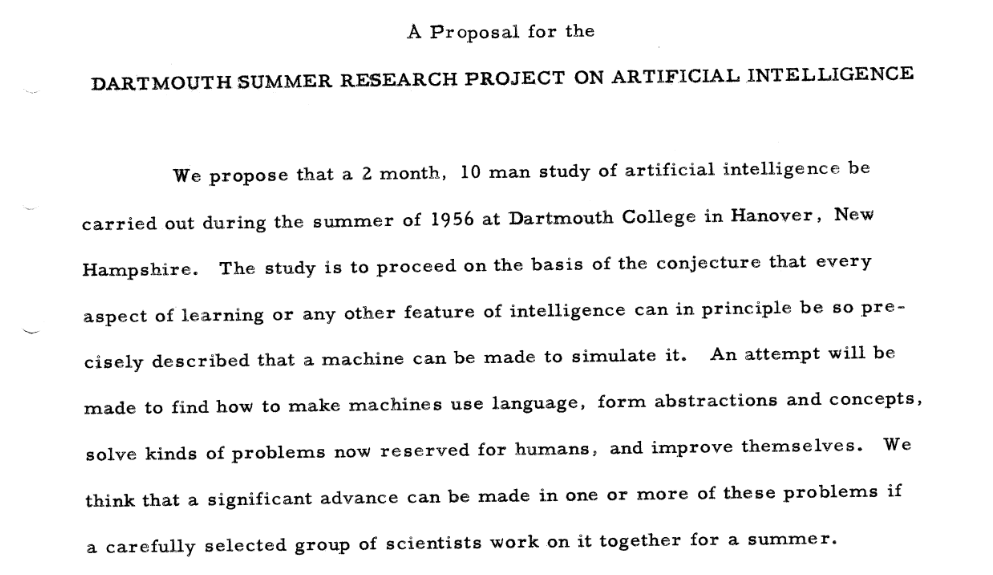 A Proposal for the
DARTMOUTH SUMMER RESEARCH PROJECT ON ARTIFICIAL INTELLIGENCE
We propose that a 2 month, 10 man study of artificial intelligence be
carried out during the summer of 1956 at Dartmouth College in Hanover, New
Hampshire. The study is to proceed on the basis of the conjecture that every
aspect of learning or any other feature of intelligence can in principle be so pre-
cisely described that a machine can be made to simulate it. An attempt will be
made to find how to make machines use language, form abstractions and concepts,
solve kinds of problems now reserved for humans, and improve themselves. We
think that a significant advance can be made in one or more of these problems if
a carefully selected group of scientists work on it together for a summer.